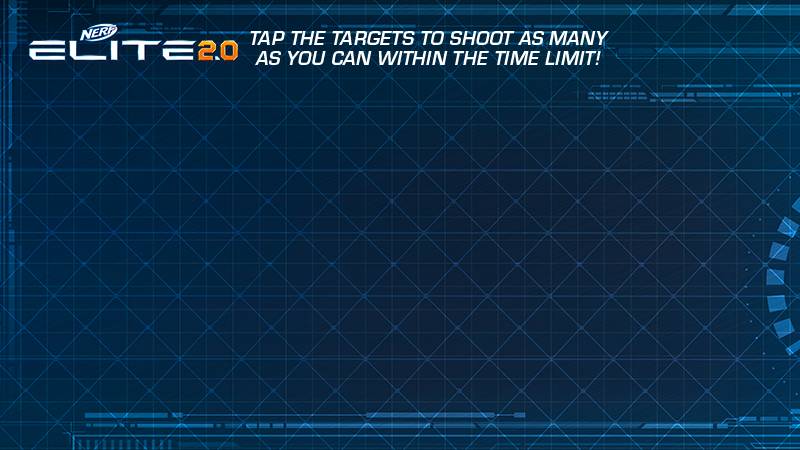 NERF
ELITE 2.0
TAP THE TARGETS TO SHOOT AS MANY
AS YOU CAN WITHIN THE TIME LIMIT!